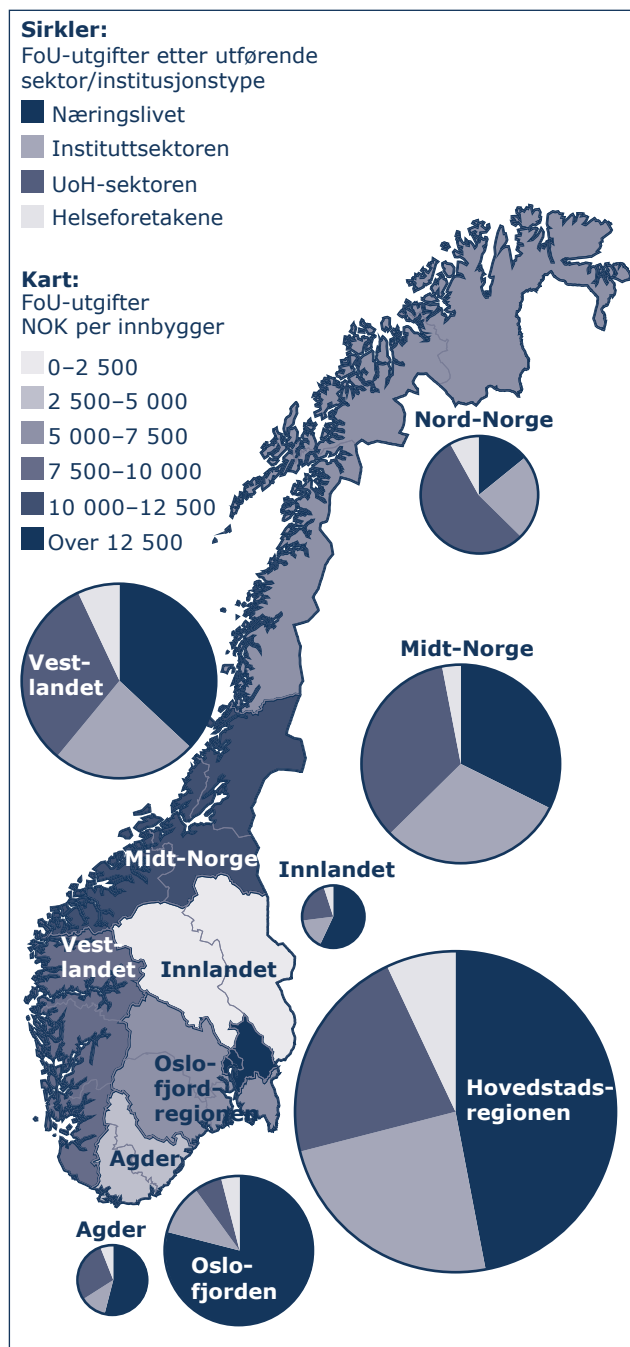 Sirkler:
FoU-utgifter etter utførende
sektor/institusjonstype
Næringslivet
Instituttsektoren
UoH-sektoren
Helseforetakene
Kart:
FoU-utgifter
NOK per innbygger
0–2 500
2 500–5 000
5 000–7 500
7 500–10 000
10 000–12 500
Over 12 500
Nord-Norge
Vest-
landet
Midt-Norge
Midt-Norge
Innlandet
Vest-
landet
Innlandet
Oslo-
fjord-
regionen
Hovedstads-
regionen
Agder
Agder
Oslo-
fjorden